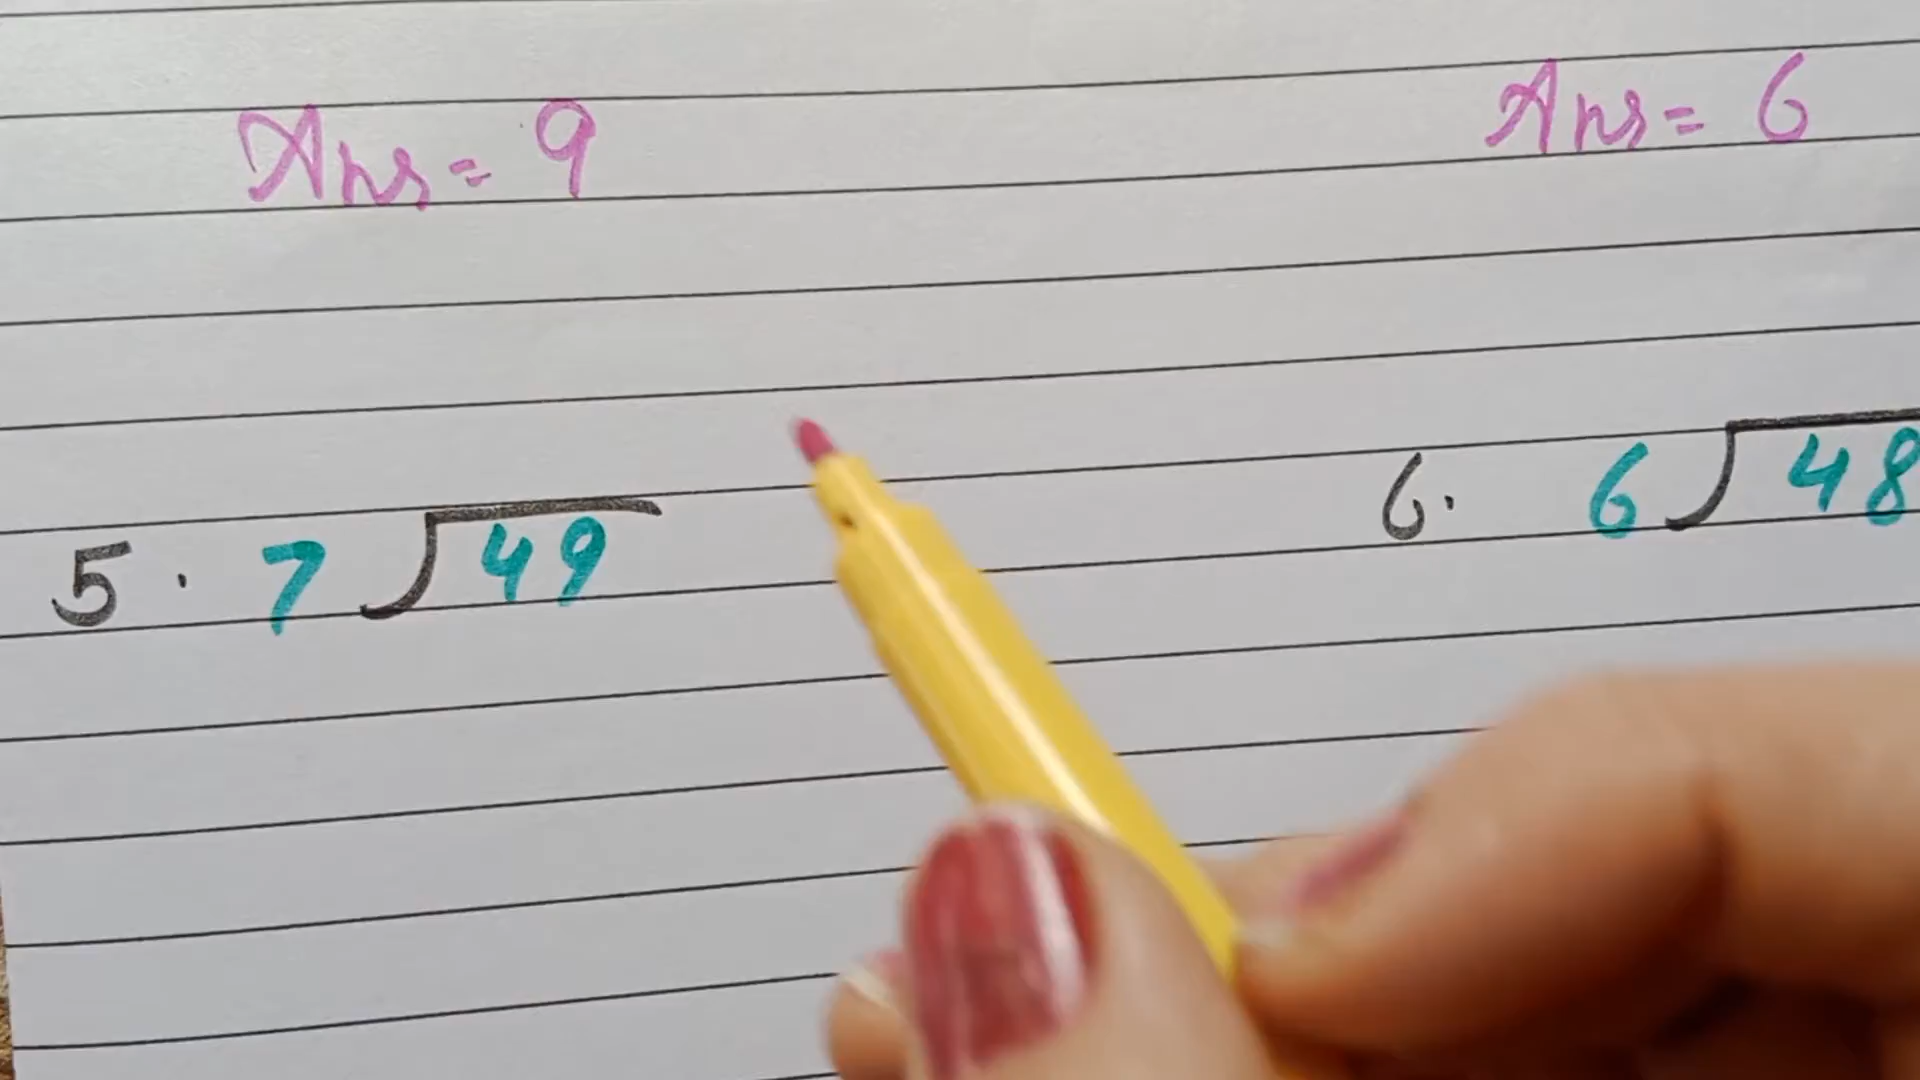 Ans = 9
Ans = 6
5. 7 49
6. 6 48